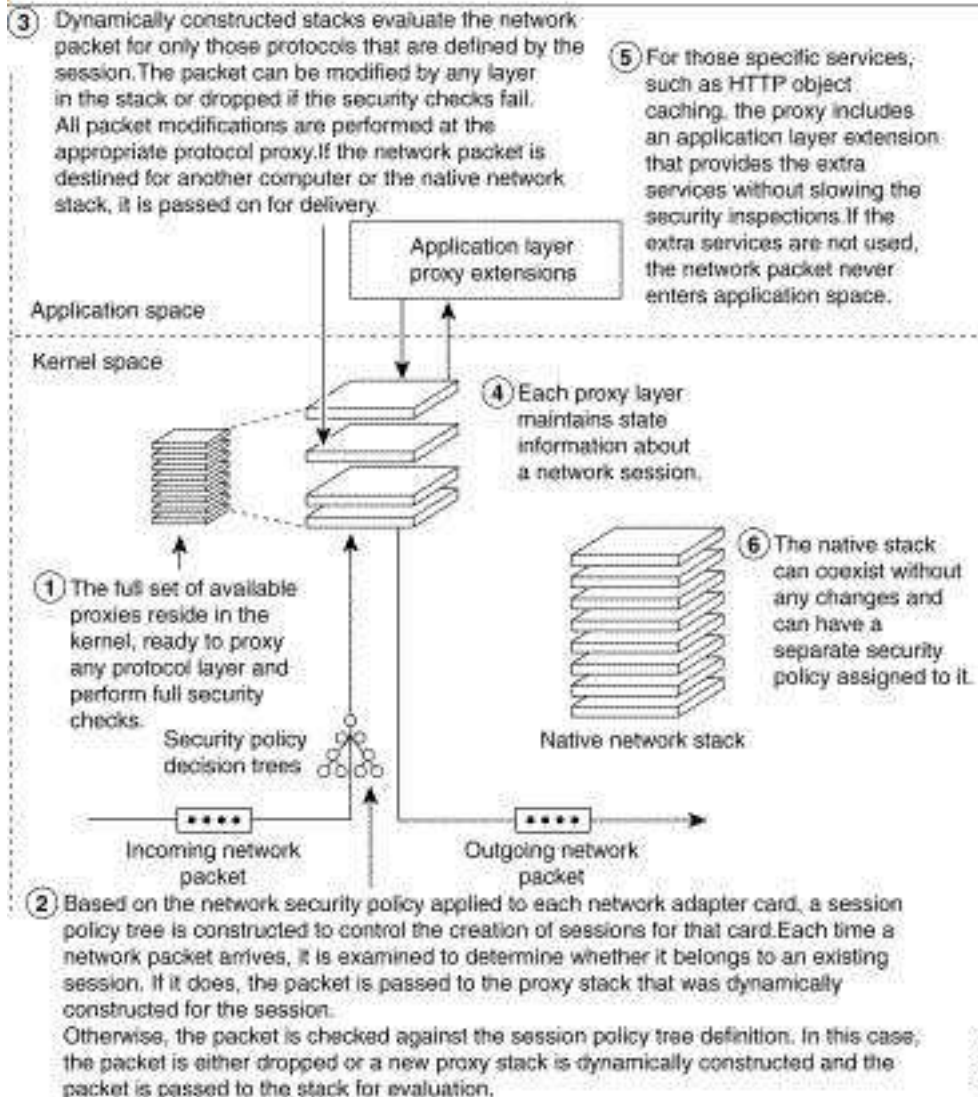 3 Dynamically constructed stacks evaluate the network
packet for only those protocols that are defined by the
session.The packet can be modified by any layer
in the stack or dropped if the security checks fail.
All packet modifications are performed at the
appropriate protocol proxy.If the network packet is
destined for another computer or the native network
stack, it is passed on for delivery.
5 For those specific services,
such as HTTP object
caching, the proxy includes
an application layer extension
that provides the extra
services without slowing the
security inspections.If the
extra services are not used,
the network packet never
enters application space.
Application layer
proxy extensions
Application space
Kernel space
4 Each proxy layer
maintains state
information about
a network session.
1 The full set of available
proxies reside in the
kernel, ready to proxy
any protocol layer and
perform full security
checks.
6 The native stack
can coexist without
any changes and
can have a
separate security
policy assigned to it.
Security policy
decision trees
Native network stack
Incoming network
packet
Outgoing network
packet
2 Based on the network security policy applied to each network adapter card, a session
policy tree is constructed to control the creation of sessions for that card.Each time a
network packet arrives, it is examined to determine whether it belongs to an existing
session. If it does, the packet is passed to the proxy stack that was dynamically
constructed for the session.
Otherwise, the packet is checked against the session policy tree definition. In this case,
the packet is either dropped or a new proxy stack is dynamically constructed and the
packet is passed to the stack for evaluation.